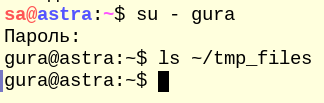 sa@astra:~$ su - gura
Пароль:
gura@astra:~$ ls ~/tmp_files
gura@astra:~$